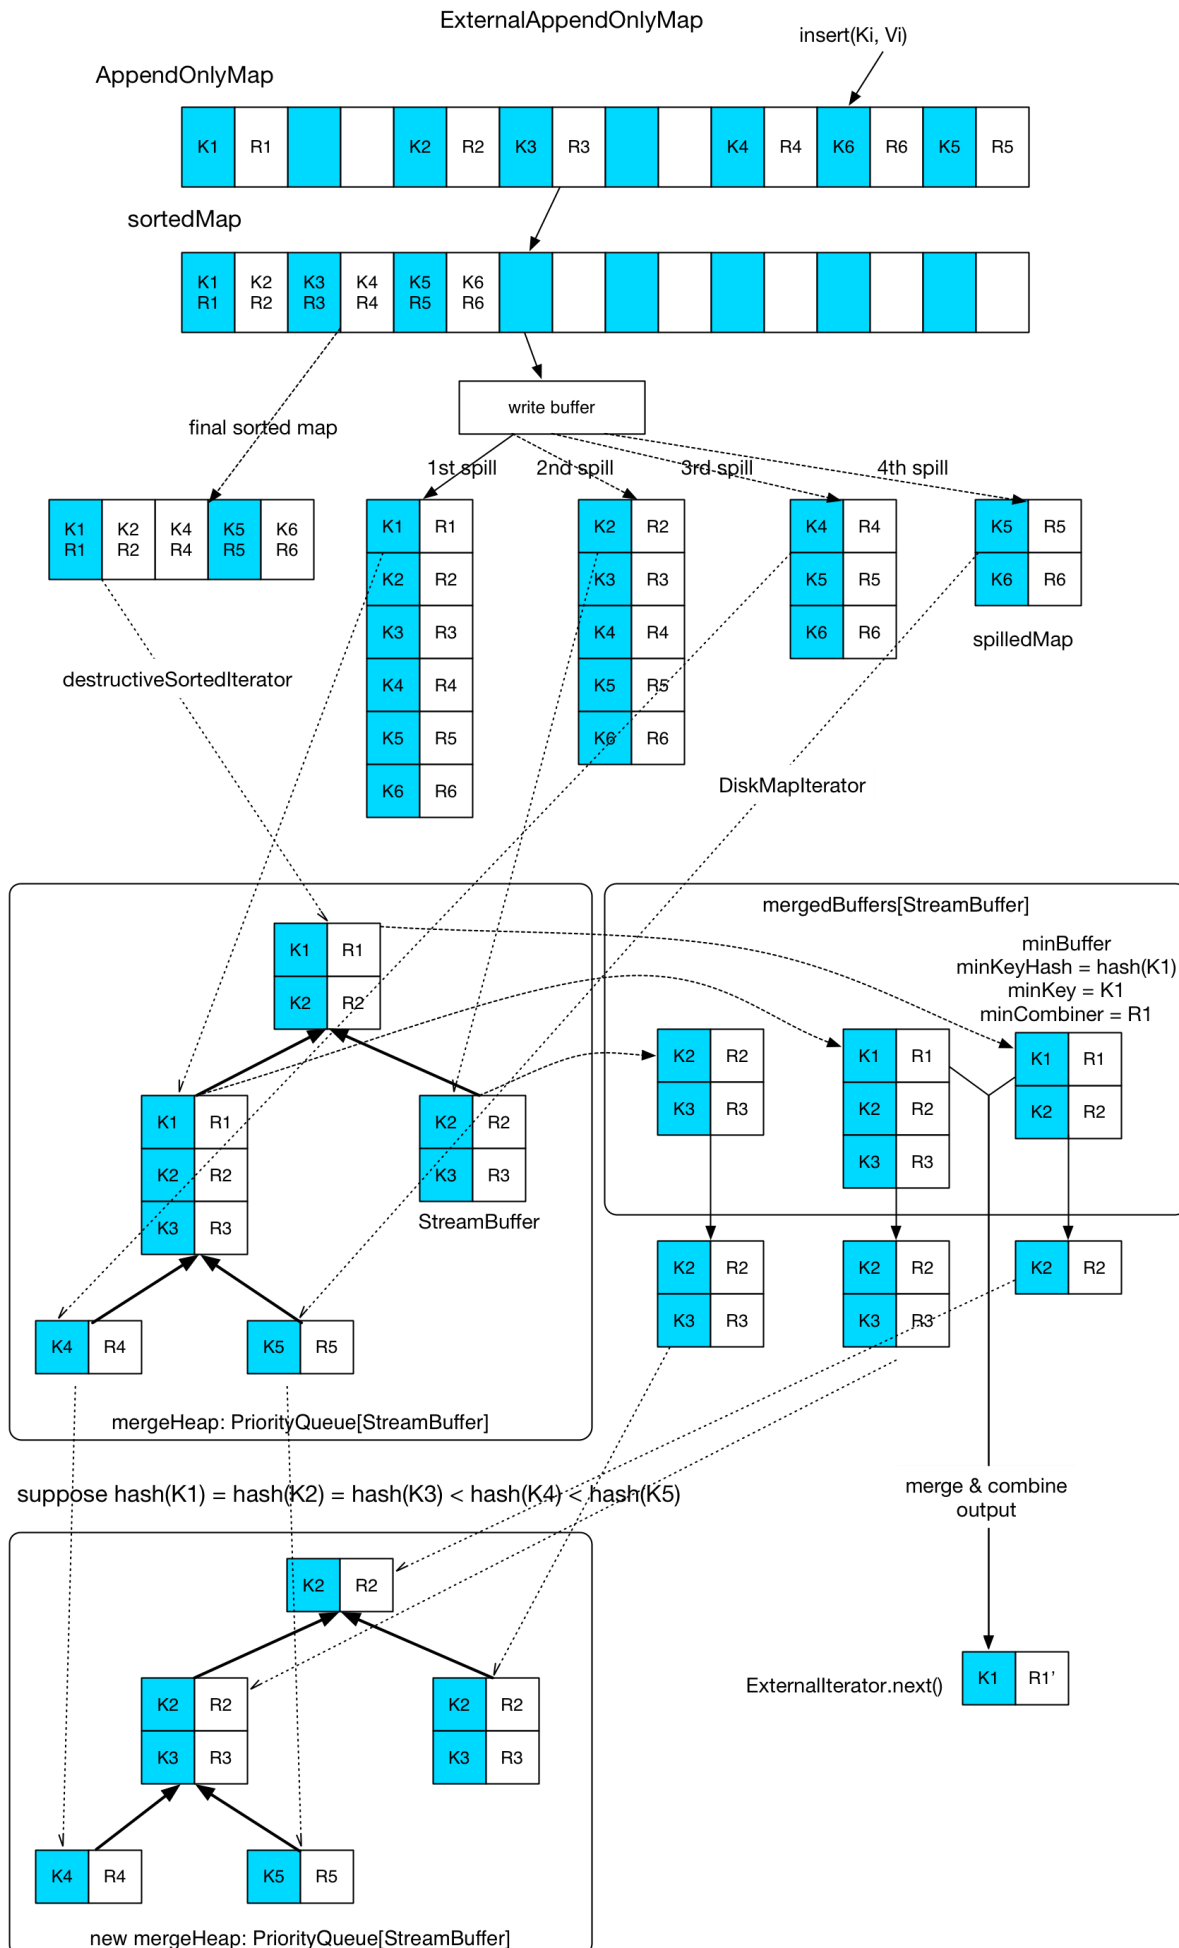 ExternalAppendOnlyMap
insert(Ki, Vi)
AppendOnlyMap
K1 R1 K2 R2 K3 R3 K4 R4 K6 R6 K5 R5
sortedMap
K1 K2 K3 K4 K5 K6
R1 R2 R3 R4 R5 R6
write buffer
final sorted map
1st spill 2nd spill 3rd spill 4th spill
K1 K2 K4 K5 K6
R1 R2 R4 R5 R6
K1 R1 K2 R2 K4 R4 K5 R5
K2 R2 K3 R3 K5 R5 K6 R6
K3 R3 K4 R4 K6 R6
spilledMap
destructiveSortedIterator
K4 R4 K5 R5
K5 R5 K6 R6
K6 R6
DiskMapIterator
mergedBuffers[StreamBuffer]
minBuffer
minKeyHash = hash(K1)
minKey = K1
minCombiner = R1
K1 R1
K2 R2
K2 R2 K1 R1 K1 R1
K3 R3 K2 R2 K2 R2
K3 R3
K1 R1 K2 R2
K2 R2 K3 R3
K3 R3
StreamBuffer
K2 R2 K2 R2 K2 R2
K3 R3 K3 R3
K4 R4 K5 R5
mergeHeap: PriorityQueue[StreamBuffer]
merge & combine
output
suppose hash(K1) = hash(K2) = hash(K3) < hash(K4) < hash(K5)
K2 R2
K2 R2 K2 R2
K3 R3 K3 R3
ExternalIterator.next()
K1 R1’
K4 R4 K5 R5
new mergeHeap: PriorityQueue[StreamBuffer]